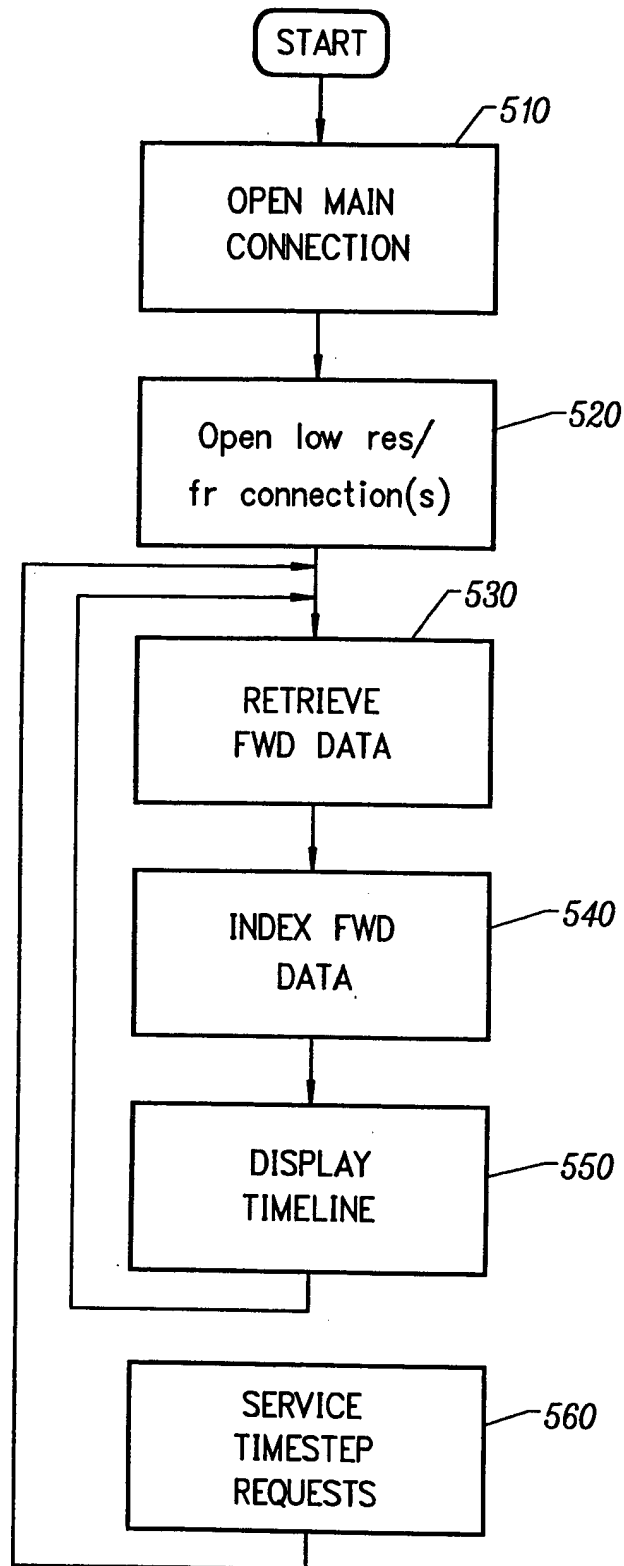 START
510
OPEN MAIN
CONNECTION
520
Open low res/
fr connection(s)
530
RETRIEVE
FWD DATA
540
INDEX FWD
DATA
550
DISPLAY
TIMELINE
560
SERVICE
TIMESTEP
REQUESTS